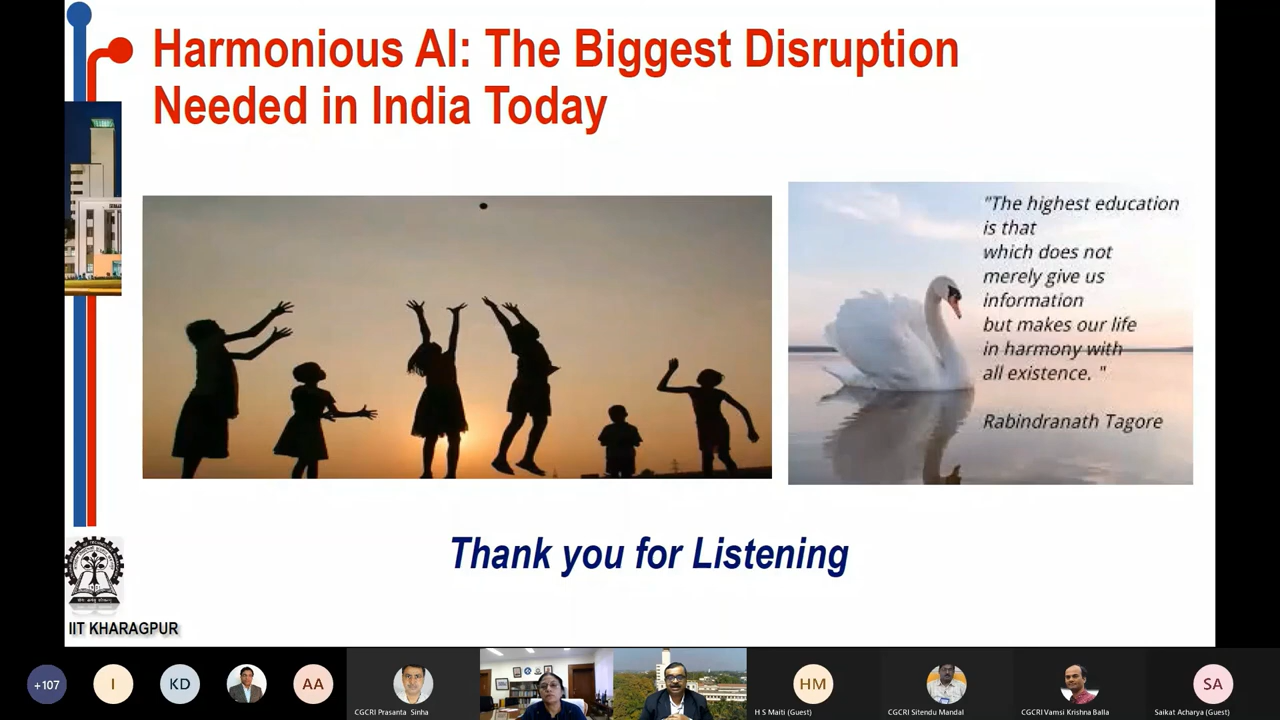 Harmonious AI: The Biggest Disruption
Needed in India Today
"The highest education
is that
which does not
merely give us
information
but makes our life
in harmony with
all existence. "
Rabindranath Tagore
Thank you for Listening
IIT KHARAGPUR
+107
I
KD
AA
CGCRI Prasanta Sinha
HM
H S Maiti (Guest)
CGCRI Sitendu Mandal
CGCRI Vamsi Krishna Balla
SA
Saikat Acharya (Guest)